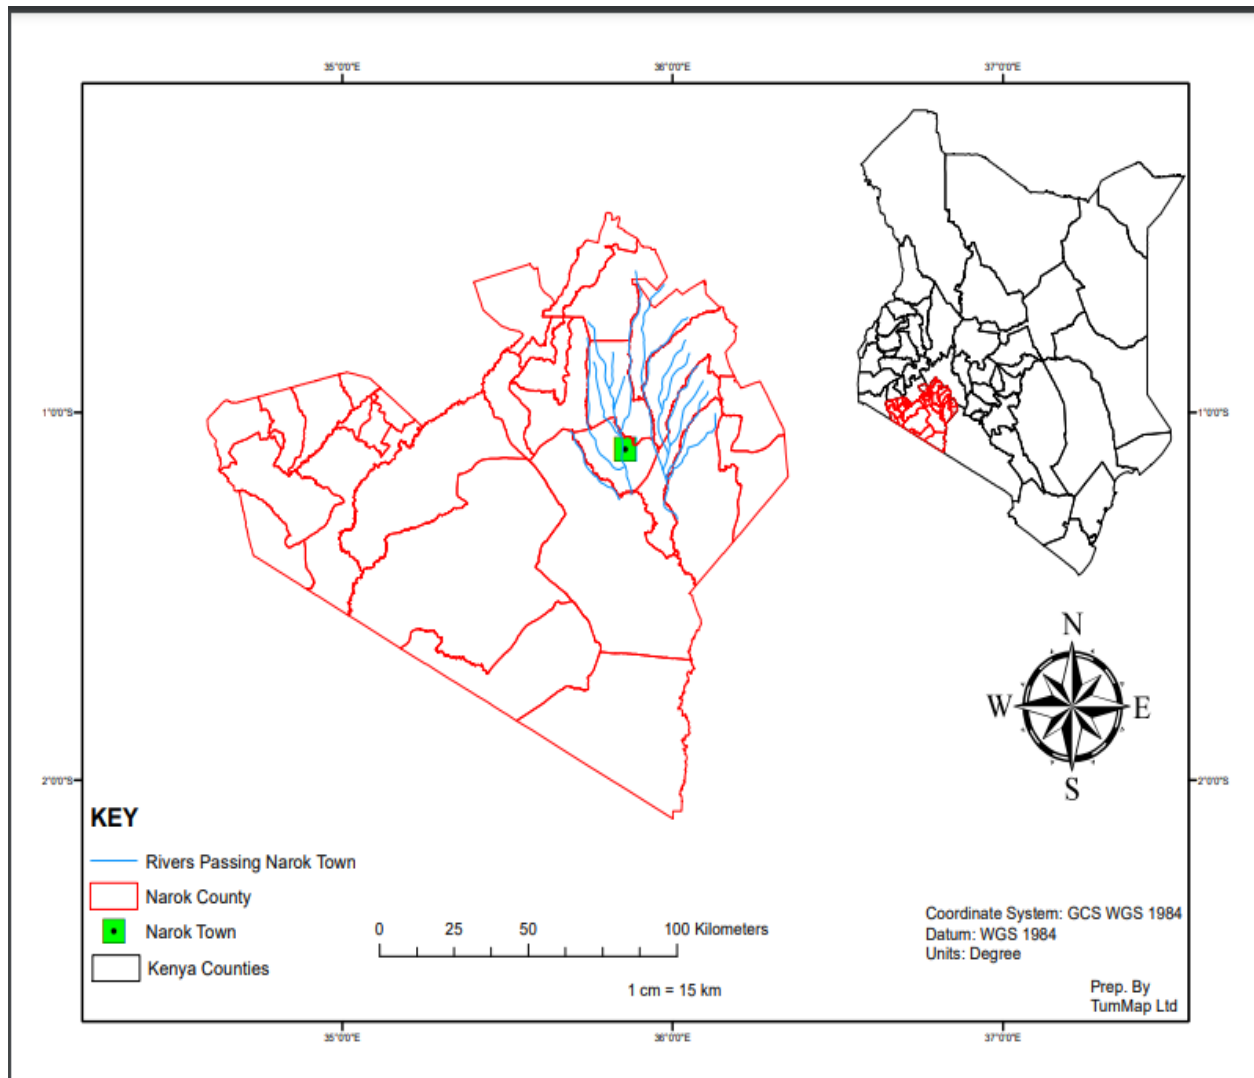 35°0'0"E 36°0'0"E 37°0'0"E
1°0'0"S 1°0'0"S
N
W E
S
2°0'0"S 2°0'0"S
KEY
Rivers Passing Narok Town
Narok County
Narok Town
Kenya Counties
0 25 50 100 Kilometers
1 cm = 15 km
Coordinate System: GCS WGS 1984
Datum: WGS 1984
Units: Degree
Prep. By
TumMap Ltd
35°0'0"E 36°0'0"E 37°0'0"E